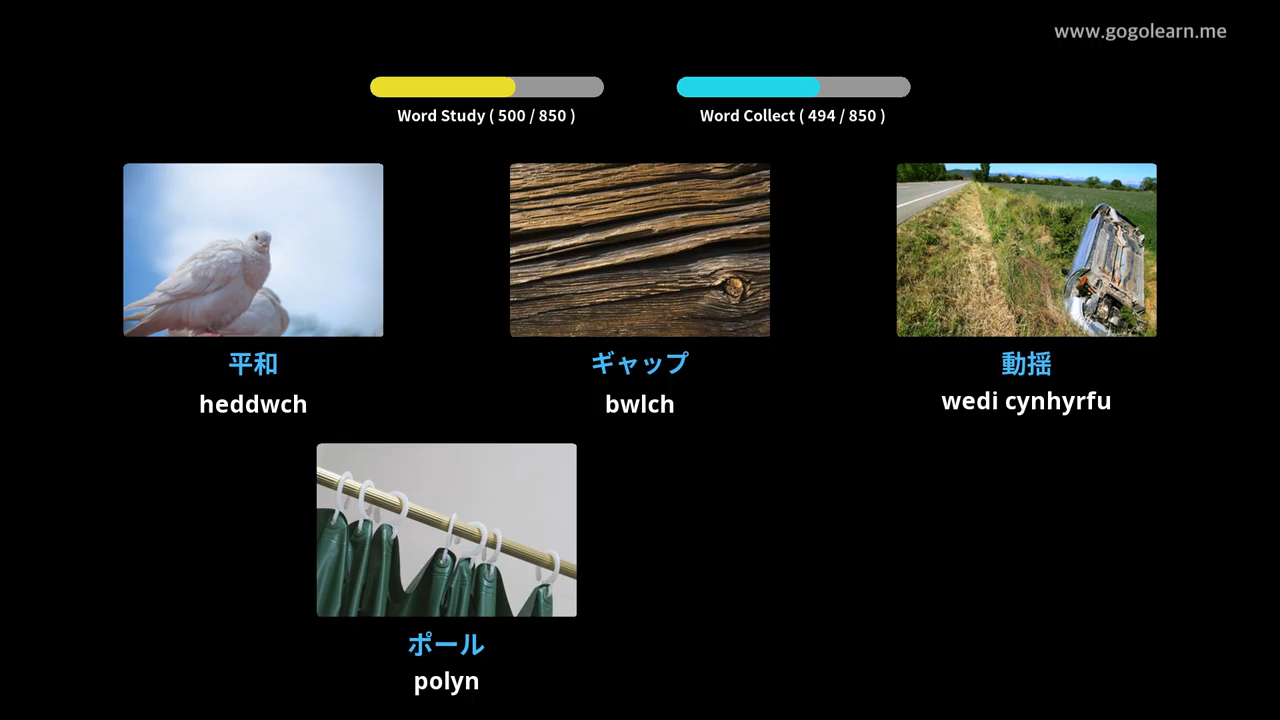 www.gogolearn.me
Word Study ( 500 / 850 )
Word Collect ( 494 / 850 )
平和
heddwch
ギャップ
bwlch
動揺
wedi cynhyrfu
ポール
polyn